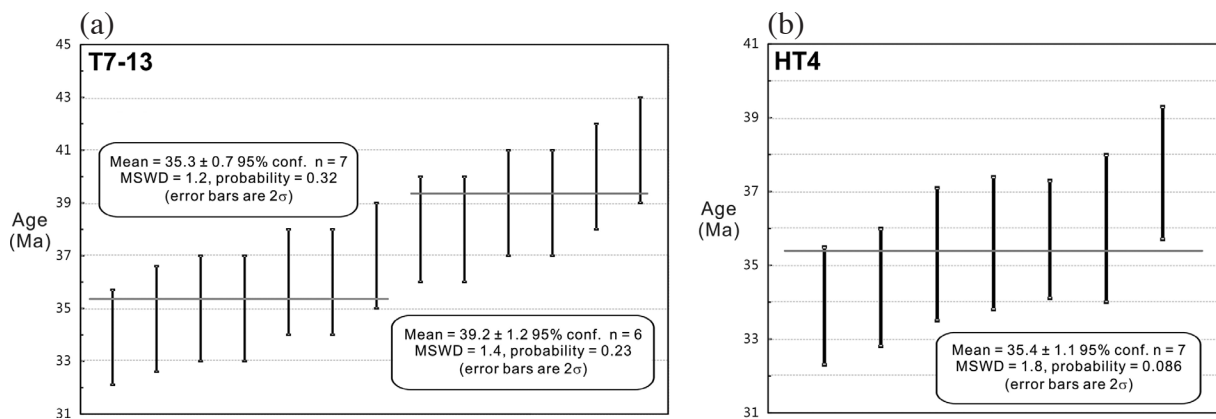 (a)
T7-13
45
43
41
39
37
35
33
31
Age
(Ma)
Mean = 35.3 ± 0.7 95% conf. n = 7
MSWD = 1.2, probability = 0.32
(error bars are 2σ)
Mean = 39.2 ± 1.2 95% conf. n = 6
MSWD = 1.4, probability = 0.23
(error bars are 2σ)
(b)
HT4
41
39
37
35
33
31
Age
(Ma)
Mean = 35.4 ± 1.1 95% conf. n = 7
MSWD = 1.8, probability = 0.086
(error bars are 2σ)